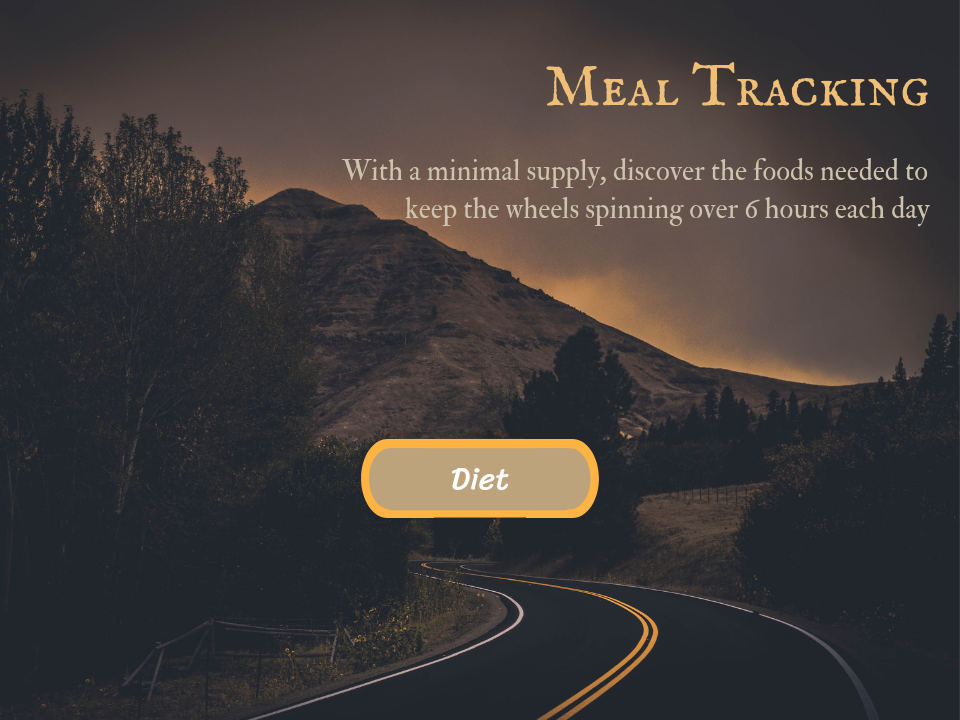 Meal Tracking
With a minimal supply, discover the foods needed to
keep the wheels spinning over 6 hours each day
Diet